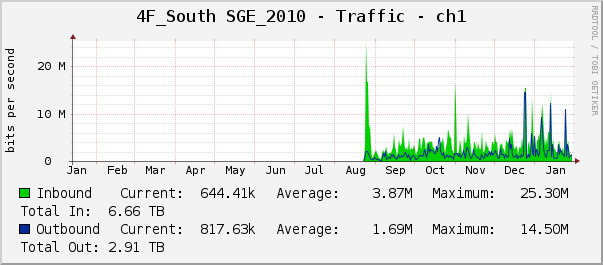 4F_South SGE_2010 - Traffic - ch1
RRDTOOL / TOBI OETIKER
bits per second
20 M
10 M
0
Jan Feb Mar Apr May Jun Jul Aug Sep Oct Nov Dec Jan
Inbound Current: 644.41k Average: 3.87M Maximum: 25.30M
Total In: 6.66 TB
Outbound Current: 817.63k Average: 1.69M Maximum: 14.50M
Total Out: 2.91 TB